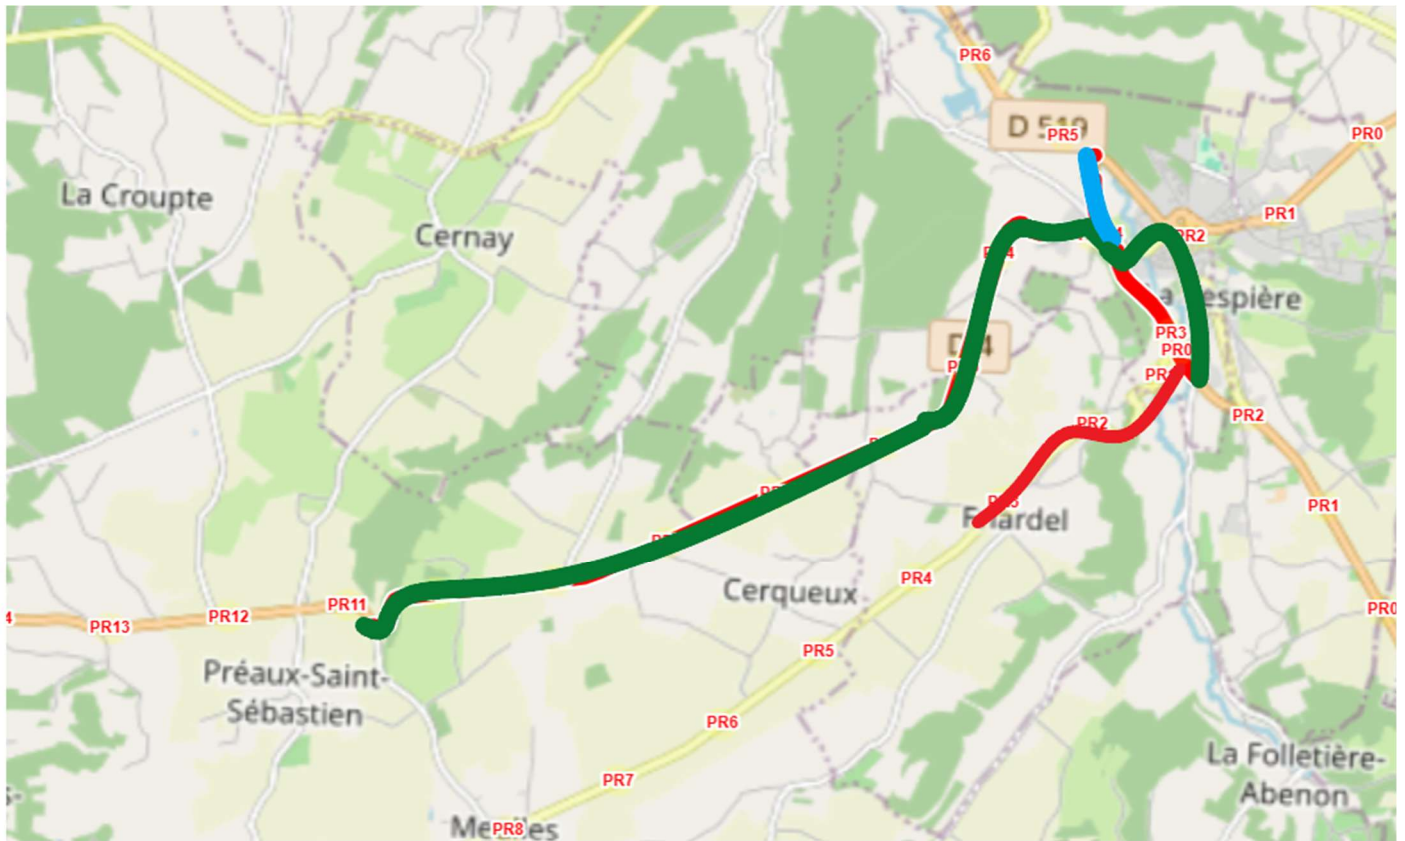 PR6
D 519
PR5
PR0
La Croupte
PR1
Cernay
PR2
espière
PR3
PR0
PR2
PR2
PR1
Cerqueux
PR4
PR11
PR12
4
PR13
PR0
PR5
Préaux-Saint-
Sébastien
PR6
La Folletière-
Abenon
PR7
s-
PR8